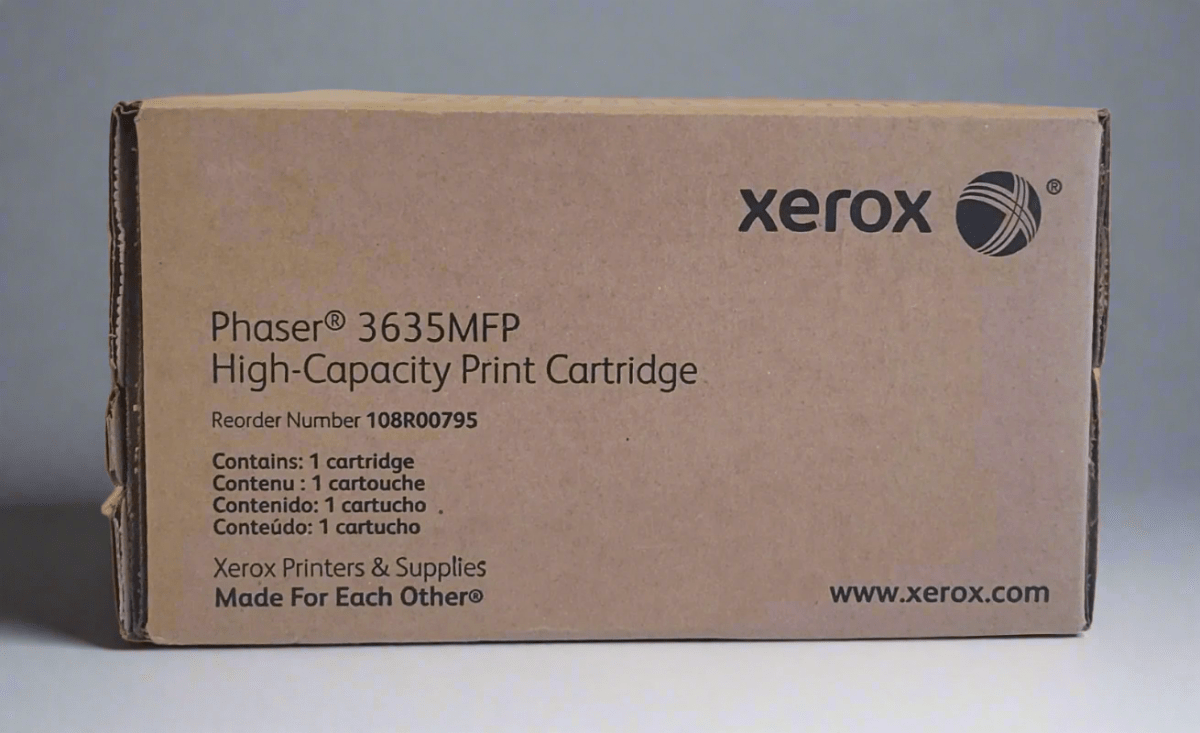 xerox ®
Phaser® 3635MFP
High-Capacity Print Cartridge
Reorder Number 108R00795
Contains: 1 cartridge
Contenu : 1 cartouche
Contenido: 1 cartucho
Conteúdo: 1 cartucho
Xerox Printers & Supplies
Made For Each Other®
www.xerox.com